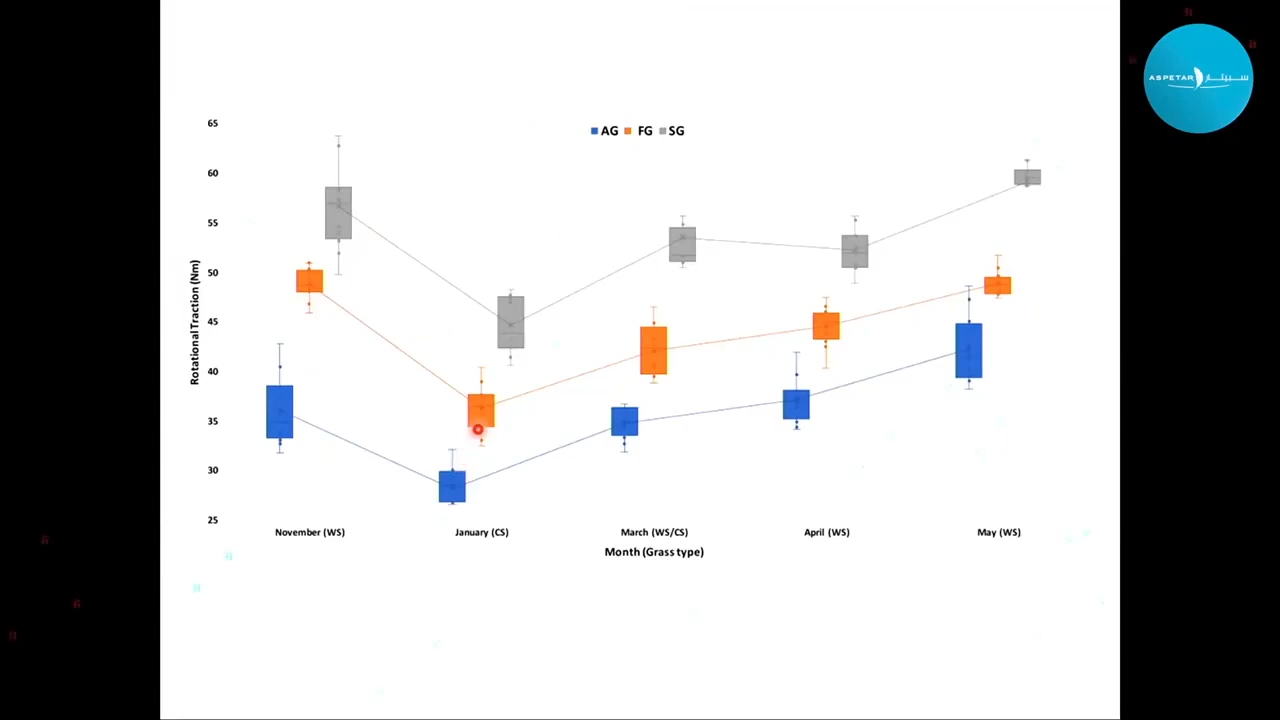 ASPETAR سبيتار
AG FG SG
65
60
55
50
45
40
35
30
25
Rotational Traction (Nm)
November (WS) January (CS) March (WS/CS) April (WS) May (WS)
Month (Grass type)